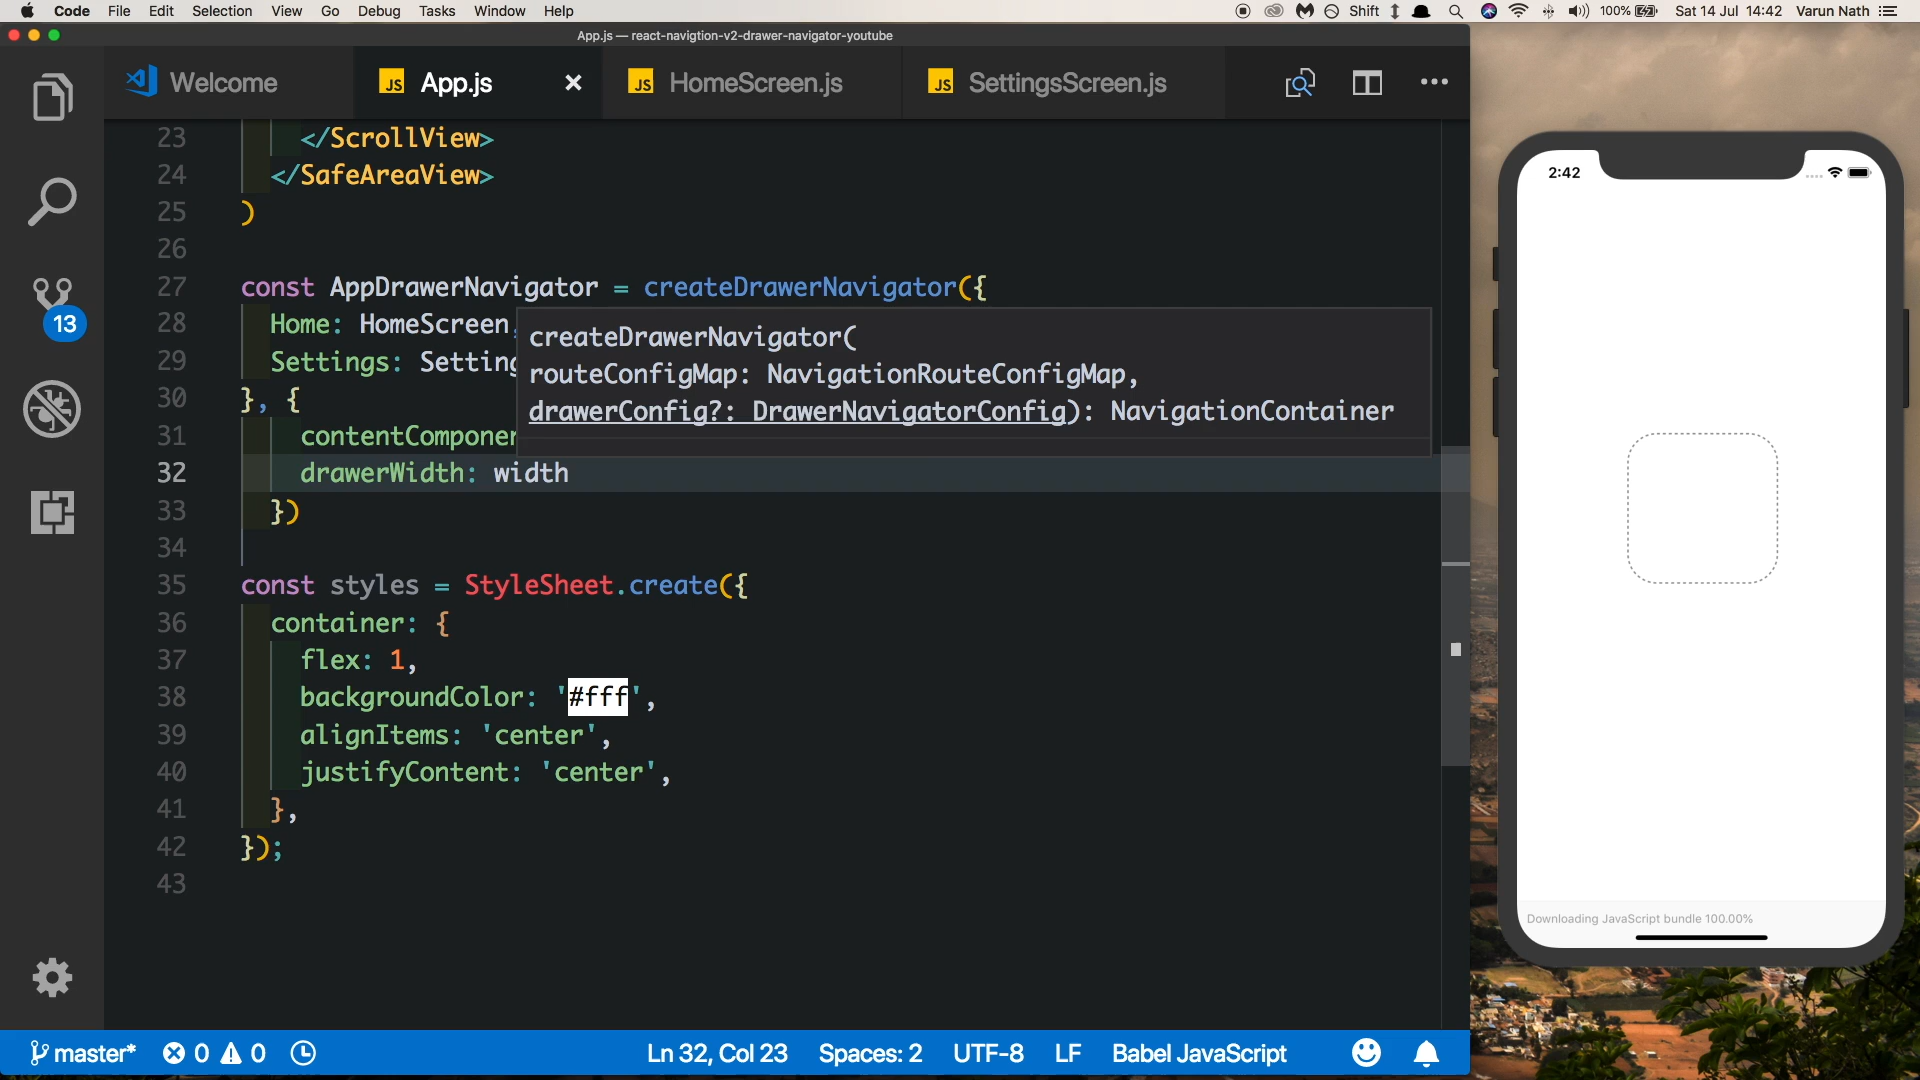 Code File Edit Selection View Go Debug Tasks Window Help Shift 100% Sat 14 Jul 14:42 Varun Nath
App.js — react-navigtion-v2-drawer-navigator-youtube
Welcome JS App.js JS HomeScreen.js JS SettingsScreen.js
23 </ScrollView>
24 </SafeAreaView>
25 )
26
27 const AppDrawerNavigator = createDrawerNavigator({
28 Home: HomeScreen,
29 Settings: Setting
30 }, {
31 contentComponen
32 drawerWidth: width
33 })
34
35 const styles = StyleSheet.create({
36 container: {
37 flex: 1,
38 backgroundColor: '#fff',
39 alignItems: 'center',
40 justifyContent: 'center',
41 },
42 });
43
createDrawerNavigator(
routeConfigMap: NavigationRouteConfigMap,
drawerConfig?: DrawerNavigatorConfig): NavigationContainer
13
master* 0 0 Ln 32, Col 23 Spaces: 2 UTF-8 LF Babel JavaScript
2:42
Downloading JavaScript bundle 100.00%